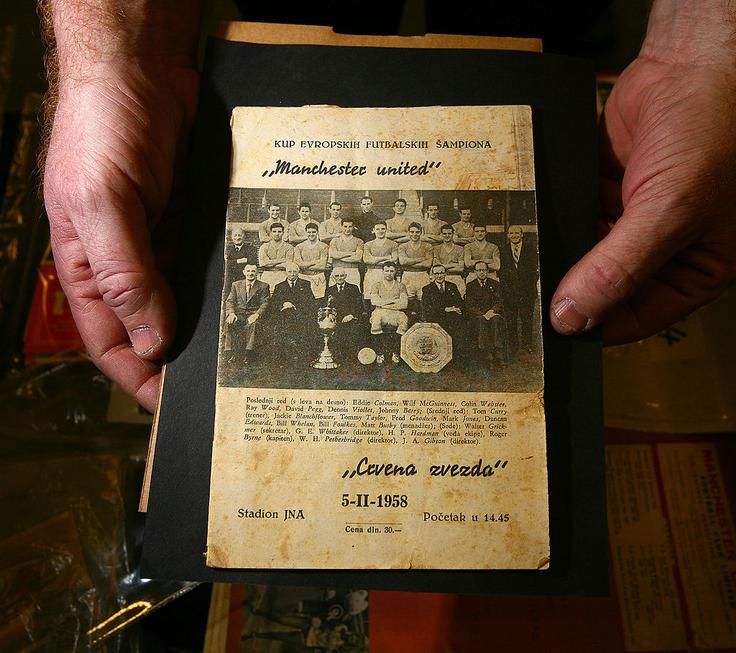 KUP EVROPSKIH FUTBALSKIH ŠAMPIONA
„Manchester united“
Poslednji red (s leva na desno): Eddie Colman, Wilf McGuinness, Colin Webster,
Ray Wood, David Pegg, Dennis Viollet, Johnny Berry; (Srednji red): Tom Curry
(trener), Jackie Blanchflower, Tommy Taylor, Fred Goodwin, Mark Jones, Duncan
Edwards, Bill Whelan, Bill Foulkes, Matt Busby (menadžer); (Sede): Walter Crick-
mer (sekretar), G. E. Whittaker (direktor), H. P. Hardman (vođa ekipe), Roger
Byrne (kapiten), W. H. Petherbridge (direktor), J. A. Gibson (direktor).
„Crvena zvezda“
5-II-1958
Stadion JNA
Početak u 14.45
Cena din. 30.—
MANCHESTER